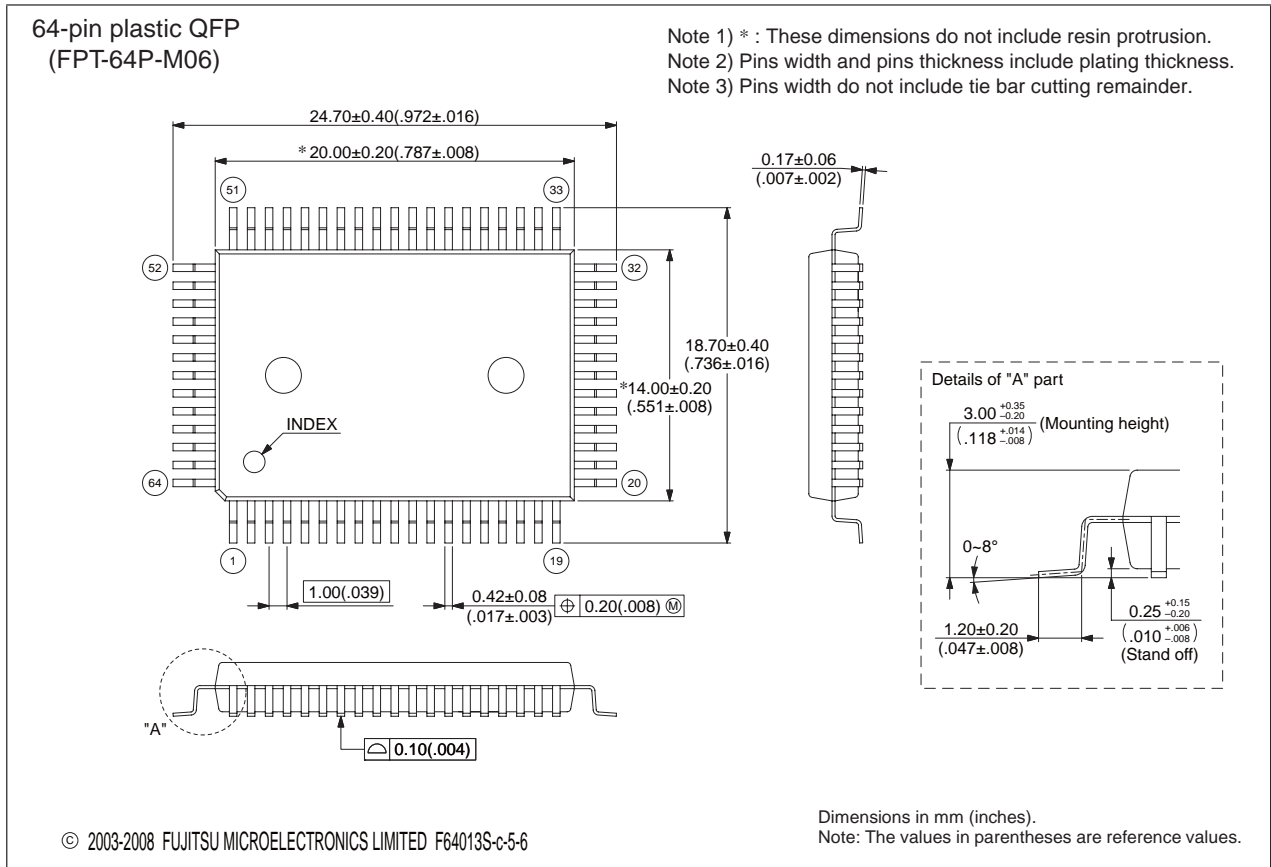 64-pin plastic QFP
(FPT-64P-M06)
Note 1) * : These dimensions do not include resin protrusion.
Note 2) Pins width and pins thickness include plating thickness.
Note 3) Pins width do not include tie bar cutting remainder.
24.70±0.40(.972±.016)
*20.00±0.20(.787±.008)
0.17±0.06
(.007±.002)
51
33
52
32
18.70±0.40
(.736±.016)
*14.00±0.20
(.551±.008)
INDEX
64
20
1
19
1.00(.039)
0.42±0.08
(.017±.003)
⌖ 0.20(.008) Ⓜ
Details of "A" part
3.00 +0.35 –0.20 (Mounting height)
(.118 +.014 –.008)
0~8°
1.20±0.20
(.047±.008)
0.25 +0.15 –0.20
(.010 +.006 –.008)
(Stand off)
"A"
⌓ 0.10(.004)
© 2003-2008 FUJITSU MICROELECTRONICS LIMITED F64013S-c-5-6
Dimensions in mm (inches).
Note: The values in parentheses are reference values.